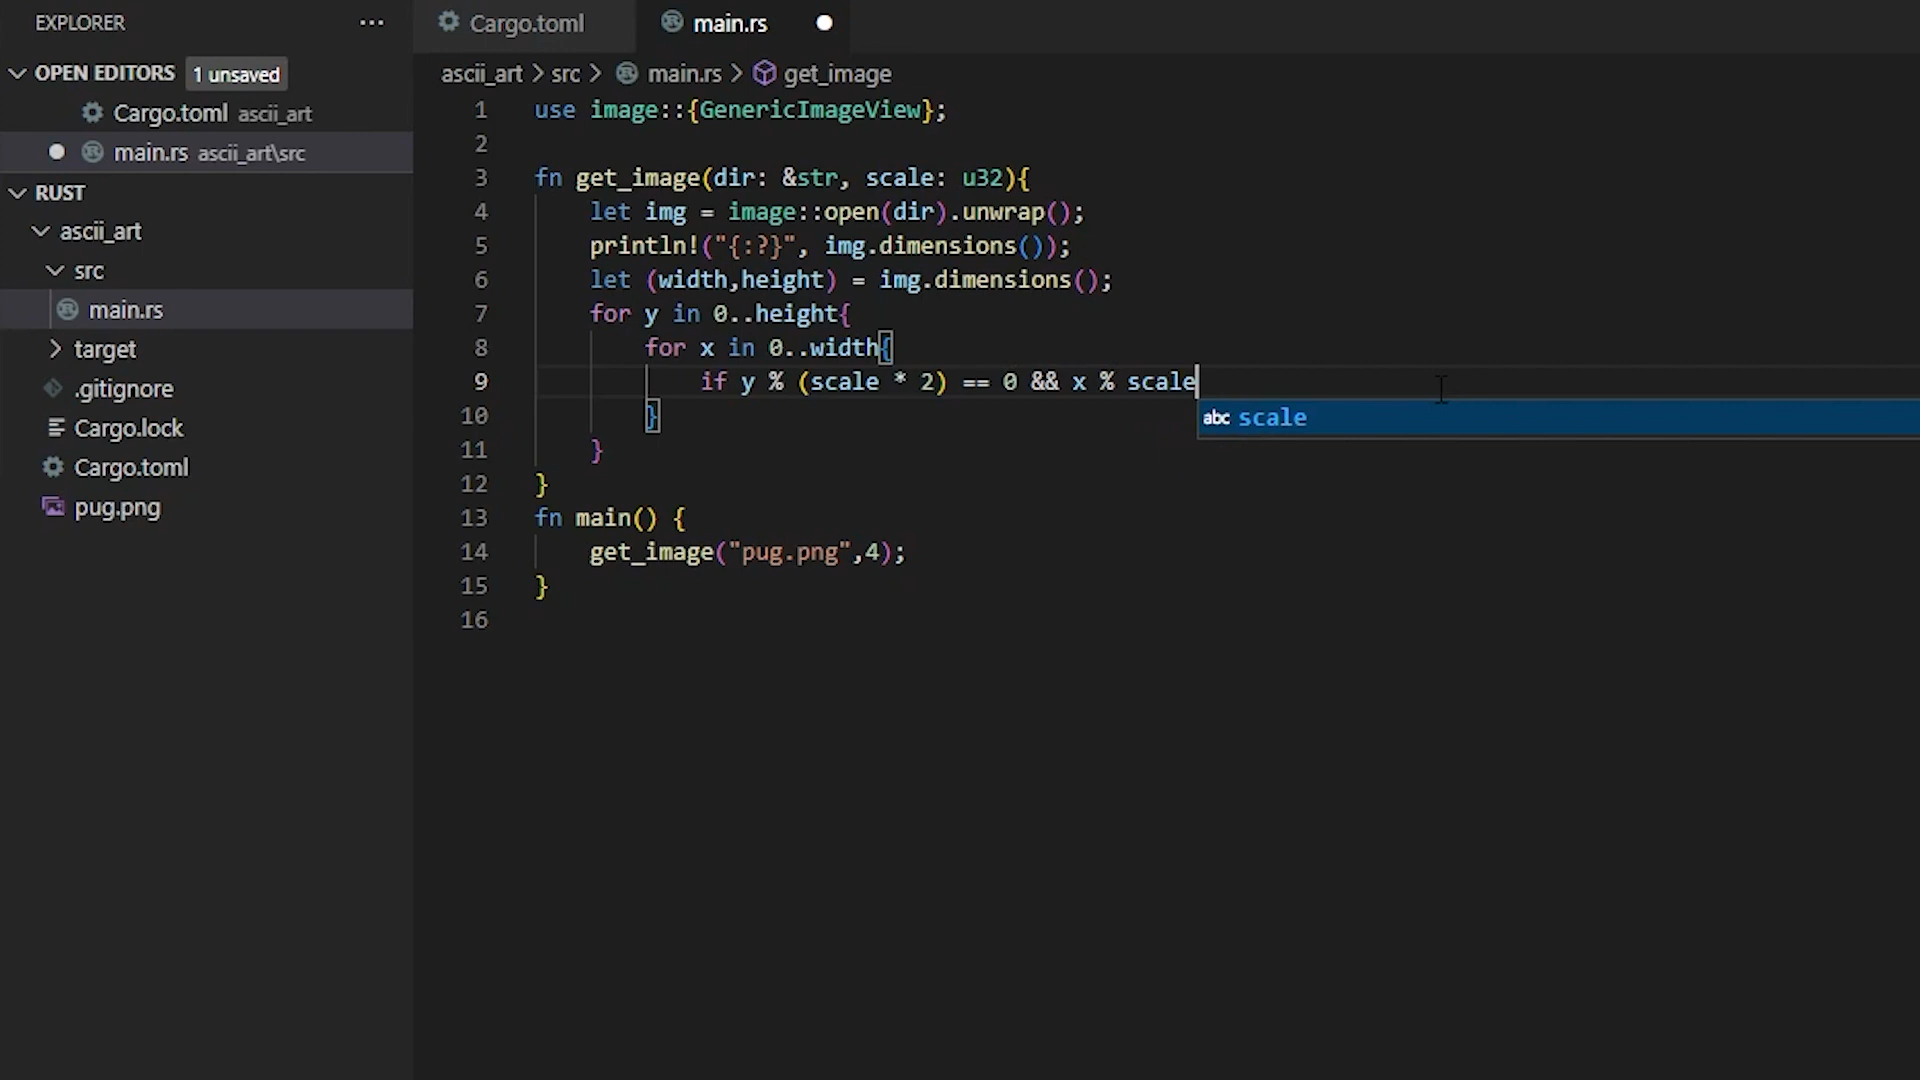 EXPLORER ...
OPEN EDITORS 1 unsaved
Cargo.toml ascii_art
main.rs ascii_art\src
RUST
ascii_art
src
main.rs
target
.gitignore
Cargo.lock
Cargo.toml
pug.png
Cargo.toml main.rs
ascii_art > src > main.rs > get_image
1 use image::{GenericImageView};
2
3 fn get_image(dir: &str, scale: u32){
4 let img = image::open(dir).unwrap();
5 println!("{:?}", img.dimensions());
6 let (width,height) = img.dimensions();
7 for y in 0..height{
8 for x in 0..width{
9 if y % (scale * 2) == 0 && x % scale
abc scale
10 }
11 }
12 }
13 fn main() {
14 get_image("pug.png",4);
15 }
16